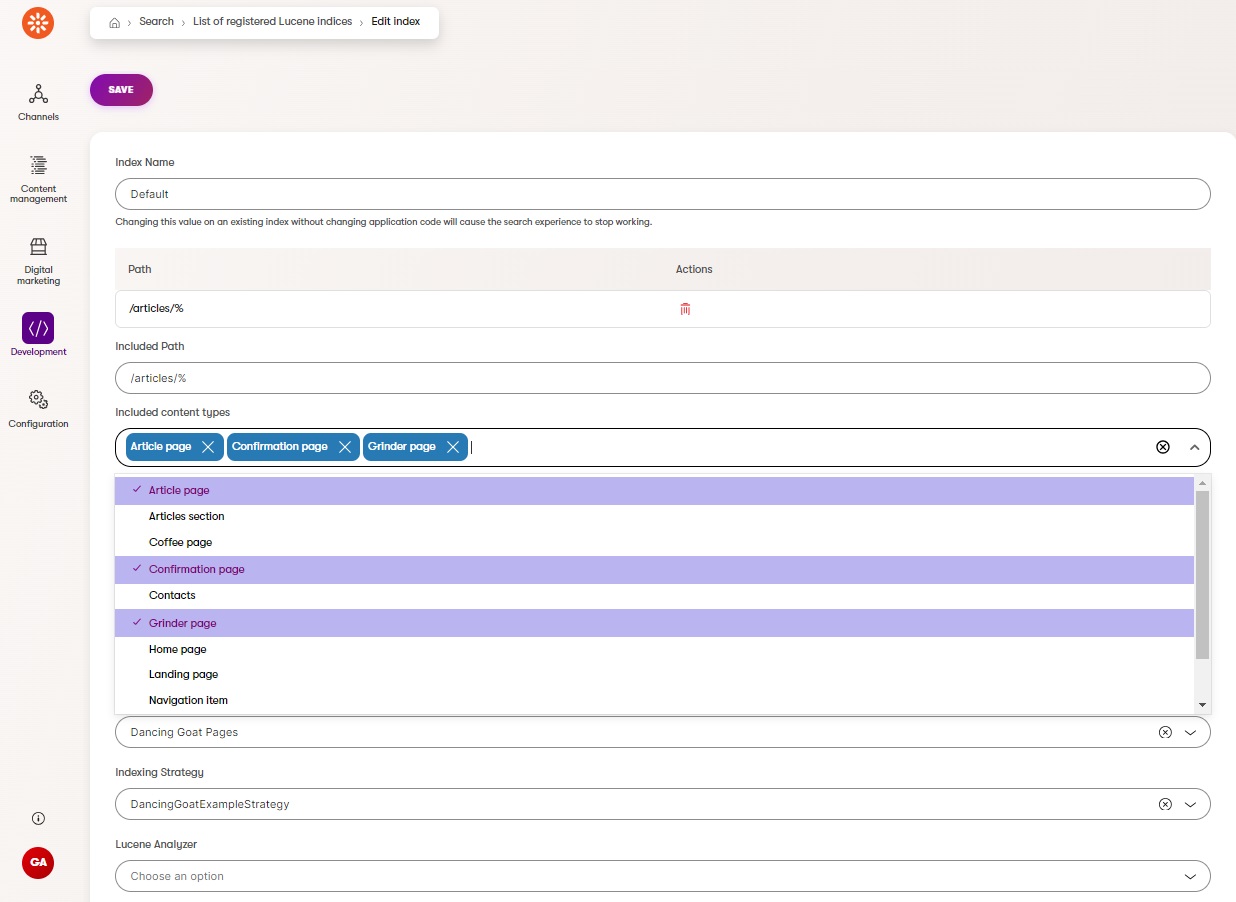 Search › List of registered Lucene indices › Edit index
SAVE
Channels
Content
management
Digital
marketing
Development
Configuration
GA
Index Name
Default
Changing this value on an existing index without changing application code will cause the search experience to stop working.
Path Actions
/articles/%
Included Path
/articles/%
Included content types
Article page Confirmation page Grinder page
Article page
Articles section
Coffee page
Confirmation page
Contacts
Grinder page
Home page
Landing page
Navigation item
Dancing Goat Pages
Indexing Strategy
DancingGoatExampleStrategy
Lucene Analyzer
Choose an option